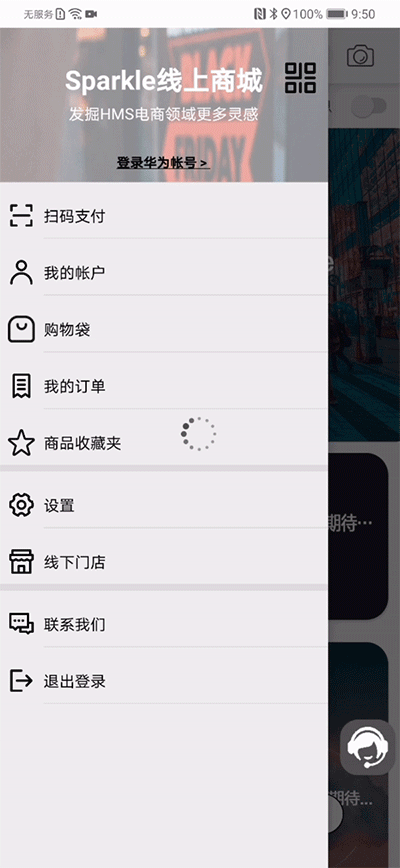 无服务 100% 9:50
BLACK
FRIDAY
Sparkle线上商城
发掘HMS电商领域更多灵感
登录华为帐号 >
扫码支付
我的帐户
购物袋
我的订单
商品收藏夹
期待…
设置
线下门店
联系我们
退出登录
期待...